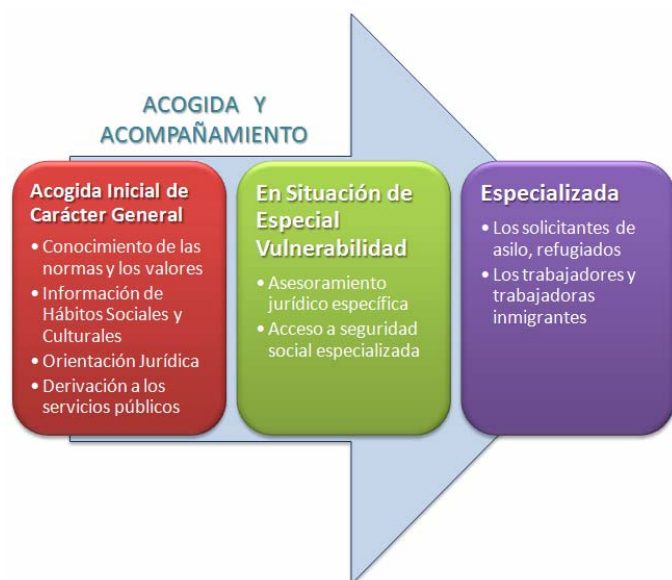 ACOGIDA Y
ACOMPAÑAMIENTO
Acogida Inicial de
Carácter General
• Conocimiento de las
normas y los valores
• Información de
Hábitos Sociales y
Culturales
• Orientación Jurídica
• Derivación a los
servicios públicos
En Situación de
Especial
Vulnerabilidad
• Asesoramiento
jurídico específica
• Acceso a seguridad
social especializada
Especializada
• Los solicitantes de
asilo, refugiados
• Los trabajadores y
trabajadoras
inmigrantes